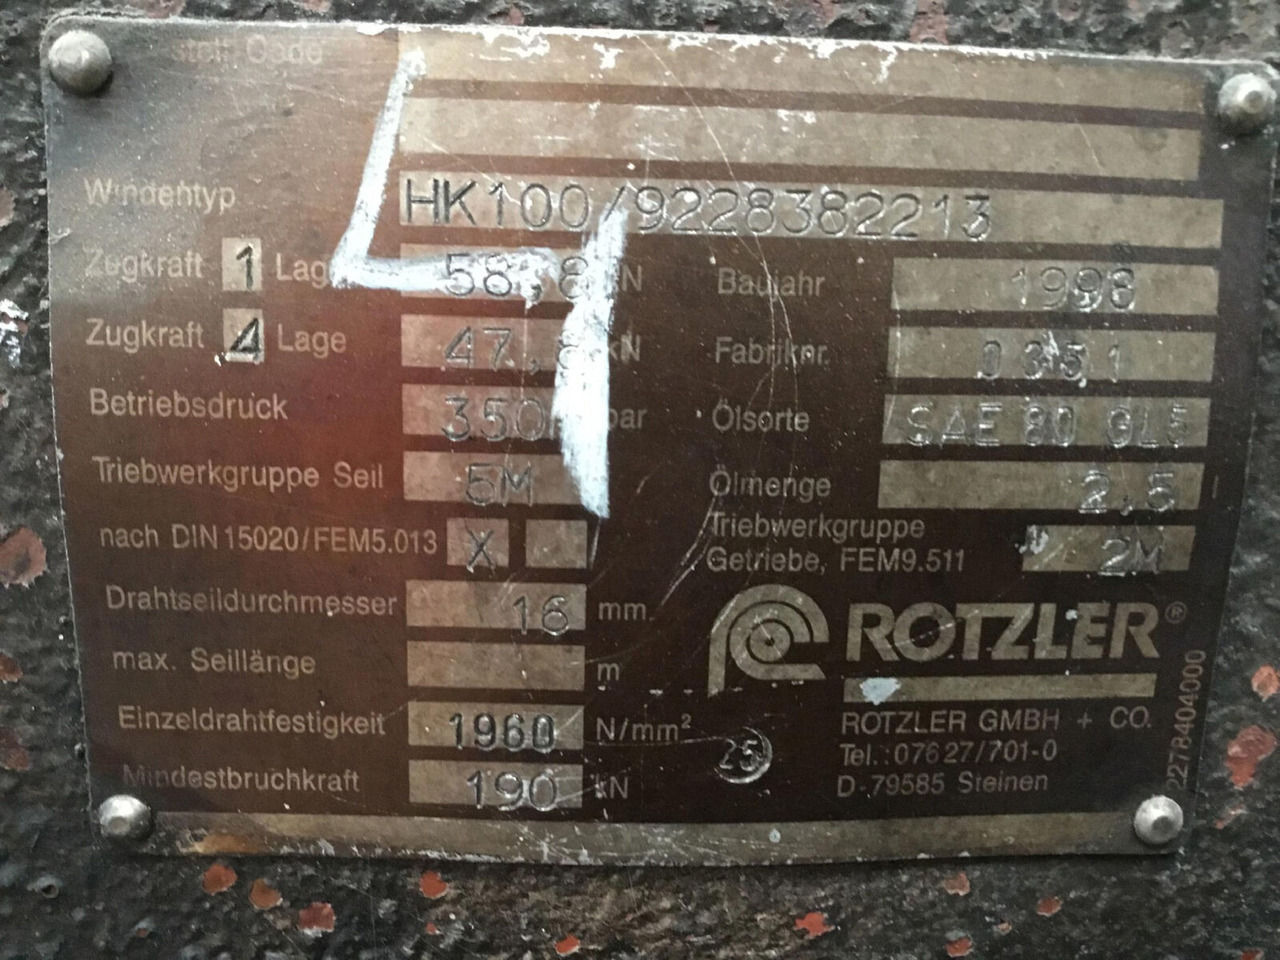 stell. Code
Windentyp HK100/9228382213
Zugkraft 1 Lage 58,8 kN
Zugkraft 4 Lage 47, kN
Betriebsdruck 350 bar
Triebwerkgruppe Seil 5M
nach DIN 15020/FEM5.013 X
Drahtseildurchmesser 16 mm
max. Seillänge m
Einzeldrahtfestigkeit 1960 N/mm²
Mindestbruchkraft 190 kN
Baujahr 1998
Fabriknr. 0351
Ölsorte SAE 80 GL5
Ölmenge 2,5 l
Triebwerkgruppe
Getriebe, FEM9.511 2M
ROTZLER®
ROTZLER GMBH + CO.
Tel.: 07627/701-0
D-79585 Steinen
25
2278404000